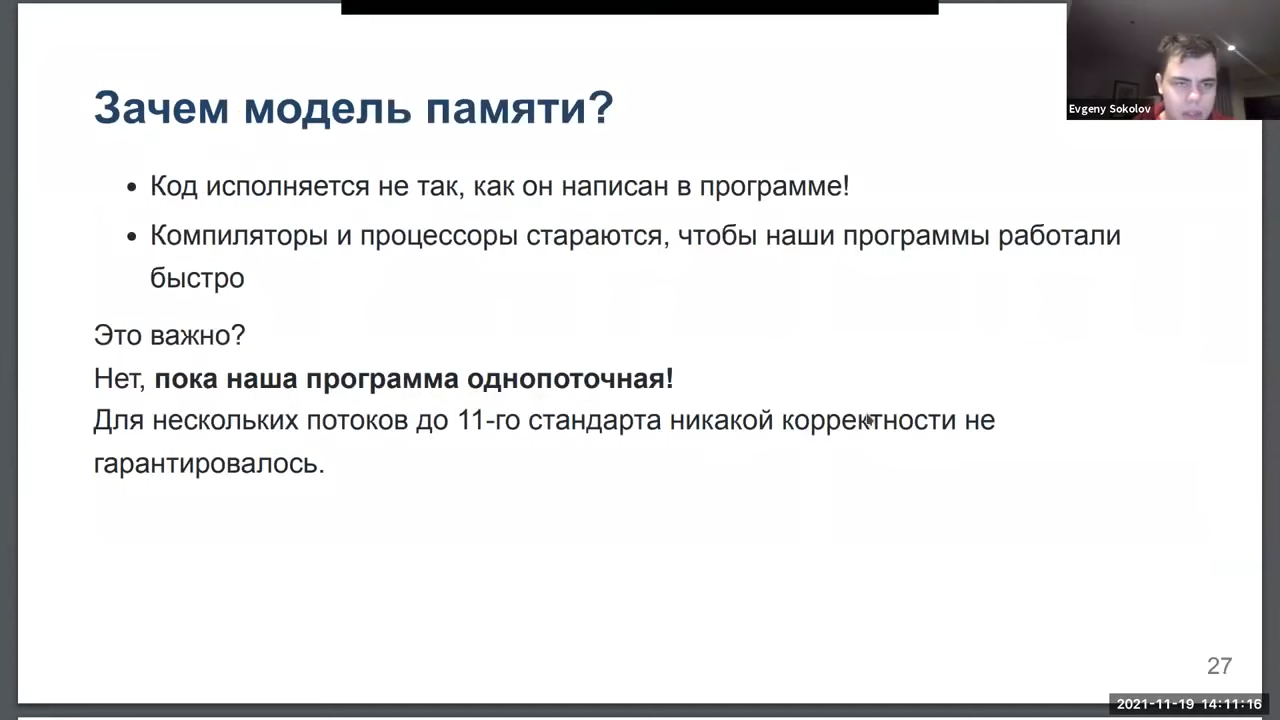 Зачем модель памяти?
Evgeny Sokolov
• Код исполняется не так, как он написан в программе!
• Компиляторы и процессоры стараются, чтобы наши программы работали
быстро
Это важно?
Нет, пока наша программа однопоточная!
Для нескольких потоков до 11-го стандарта никакой корректности не
гарантировалось.
27
2021-11-19 14:11:16